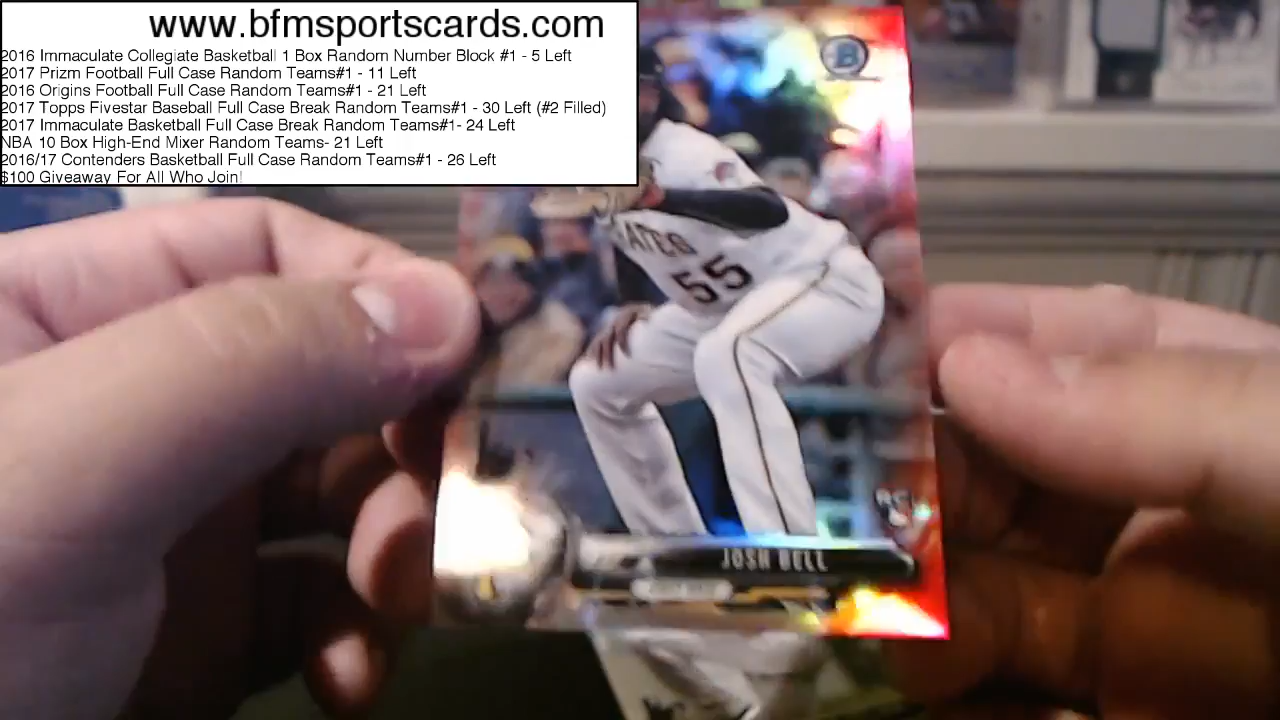 www.bfmsportscards.com
2016 Immaculate Collegiate Basketball 1 Box Random Number Block #1 - 5 Left
2017 Prizm Football Full Case Random Teams#1 - 11 Left
2016 Origins Football Full Case Random Teams#1 - 21 Left
2017 Topps Fivestar Baseball Full Case Break Random Teams#1 - 30 Left (#2 Filled)
2017 Immaculate Basketball Full Case Break Random Teams#1- 24 Left
NBA 10 Box High-End Mixer Random Teams- 21 Left
2016/17 Contenders Basketball Full Case Random Teams#1 - 26 Left
$100 Giveaway For All Who Join!
B
ATES
55
RC
JOSH BELL